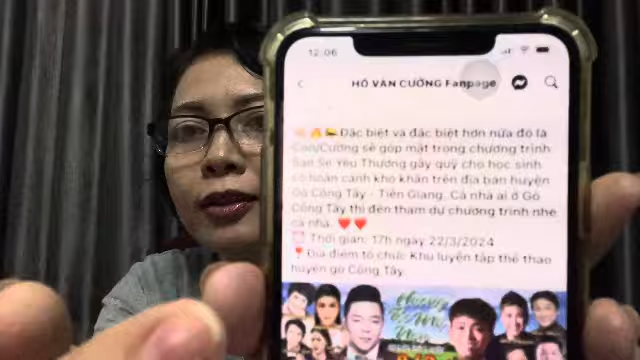 12:06
HỒ VĂN CƯỜNG Fanpage
Đặc biệt và đặc biệt hơn nữa đó là
Con/Cường sẽ góp mặt trong chương trình
San Sẻ Yêu Thương gây quỹ cho học sinh
có hoàn cảnh khó khăn trên địa bàn huyện
Gò Công Tây - Tiền Giang. Cả nhà ai ở Gò
Công Tây thì đến tham dự chương trình nhé
cả nhà. ❤️❤️
⏰ Thời gian: 17h ngày 22/3/2024
📍Địa điểm tổ chức Khu luyện tập thể thao
huyện gò Công Tây